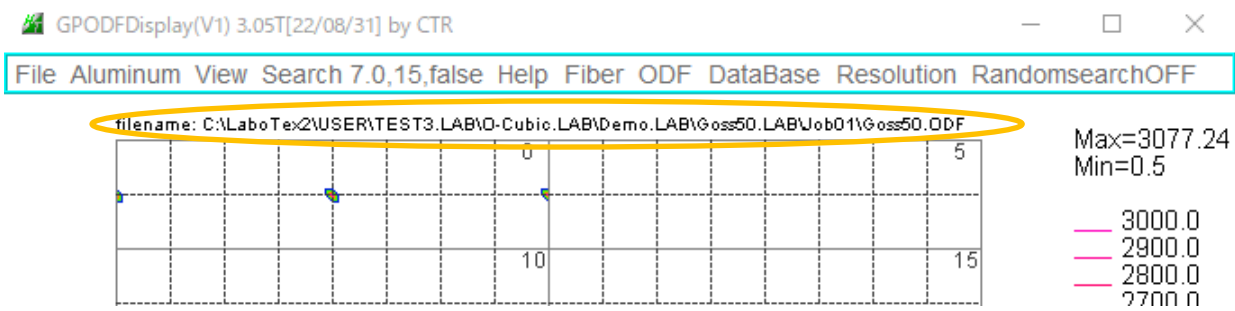 GPODFDisplay(V1) 3.05T[22/08/31] by CTR
File Aluminum View Search 7.0,15,false Help Fiber ODF DataBase Resolution RandomsearchOFF
filename: C:\LaboTex2\USER\TEST3.LAB\O-Cubic.LAB\Demo.LAB\Goss50.LAB\Job01\Goss50.ODF
0
5
Max=3077.24
Min=0.5
10
15
3000.0
2900.0
2800.0
2700.0